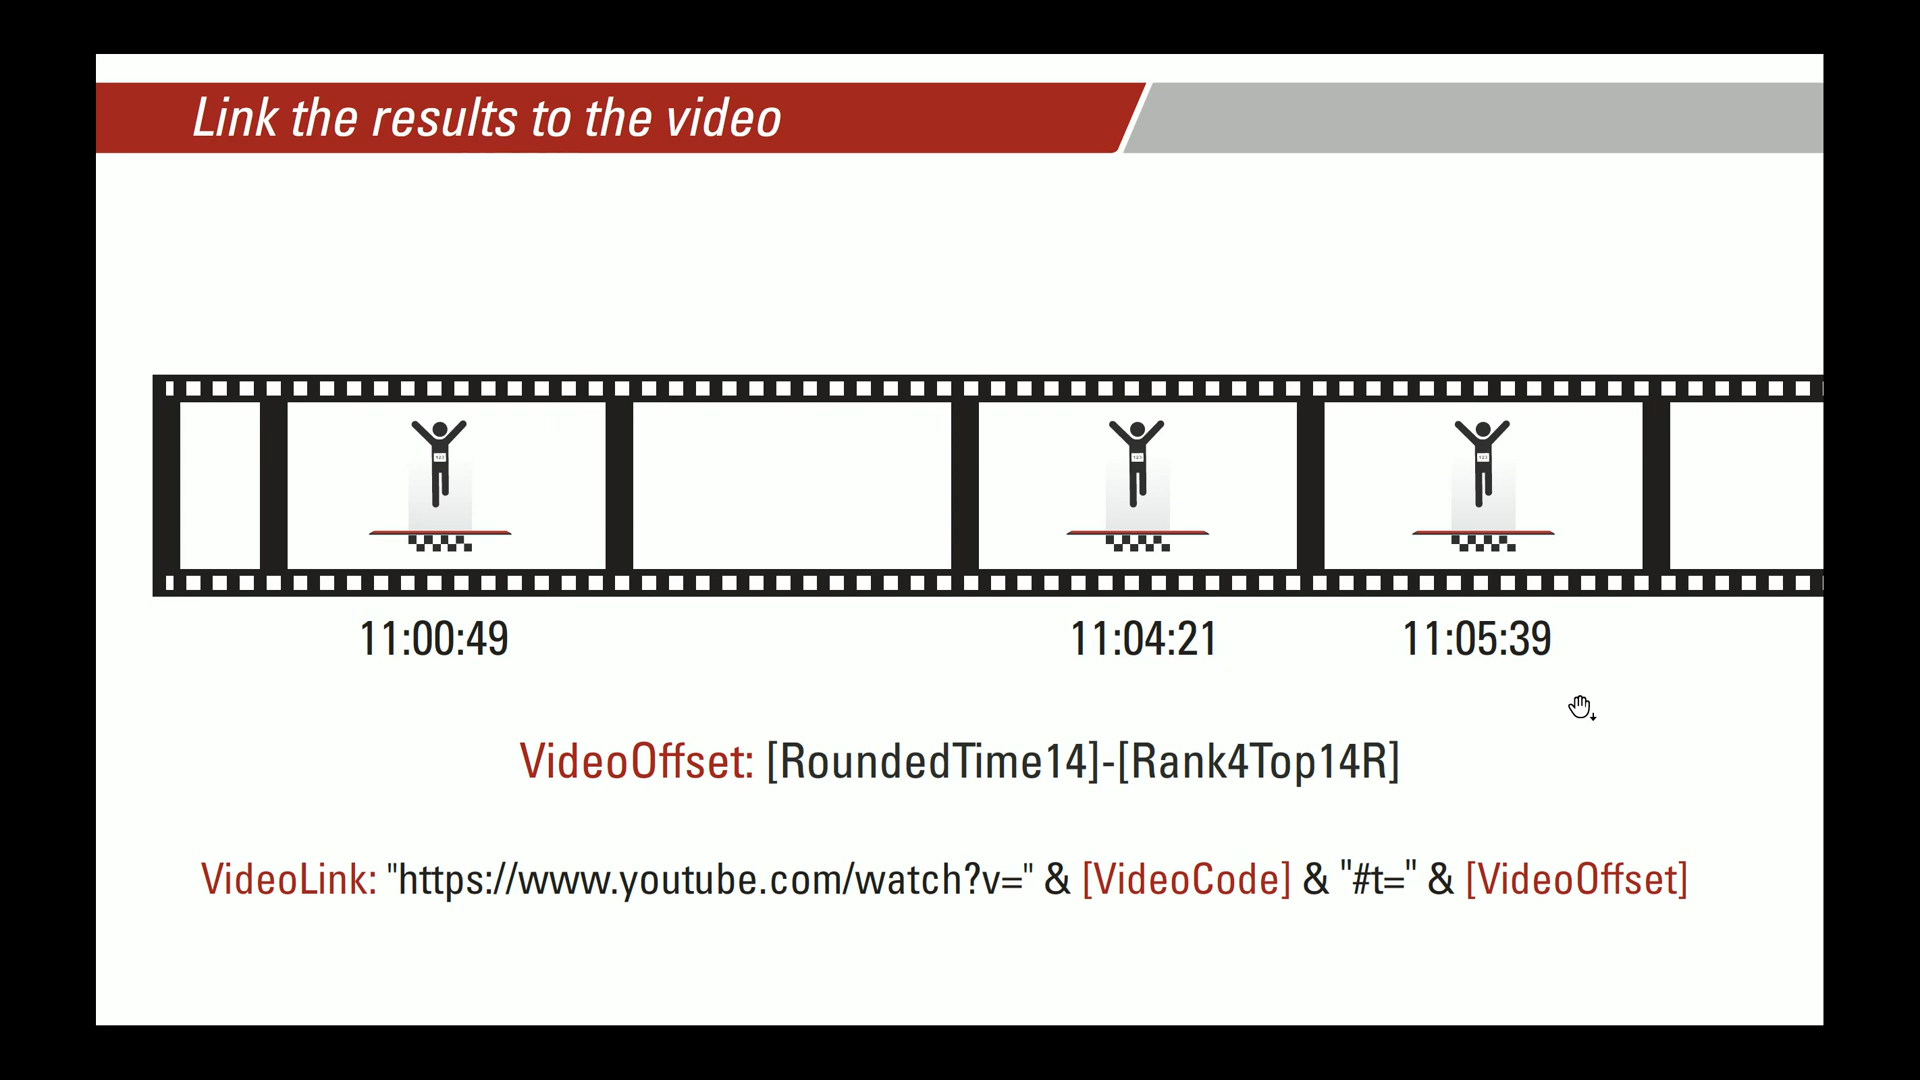 Link the results to the video
11:00:49 11:04:21 11:05:39
VideoOffset: [RoundedTime14]-[Rank4Top14R]
VideoLink: "https://www.youtube.com/watch?v=" & [VideoCode] & "#t=" & [VideoOffset]